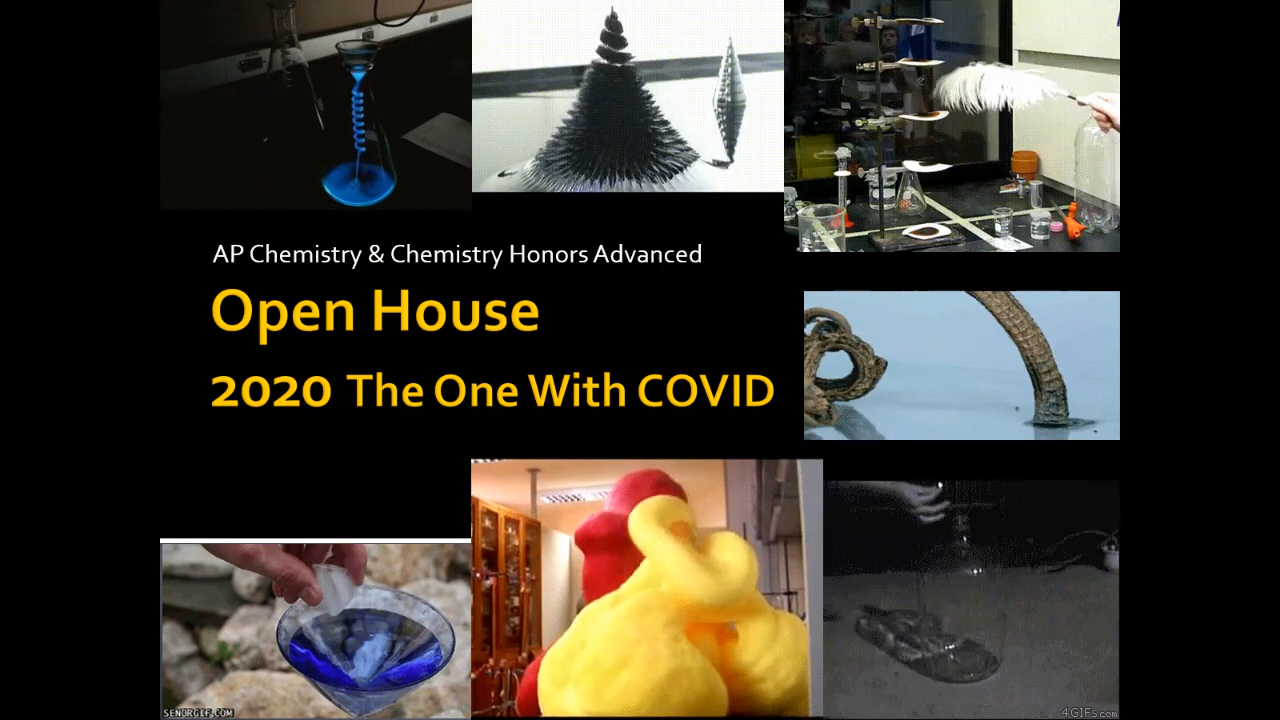 AP Chemistry & Chemistry Honors Advanced
Open House
2020 The One With COVID
SENORGIF.COM
4GIFs.com